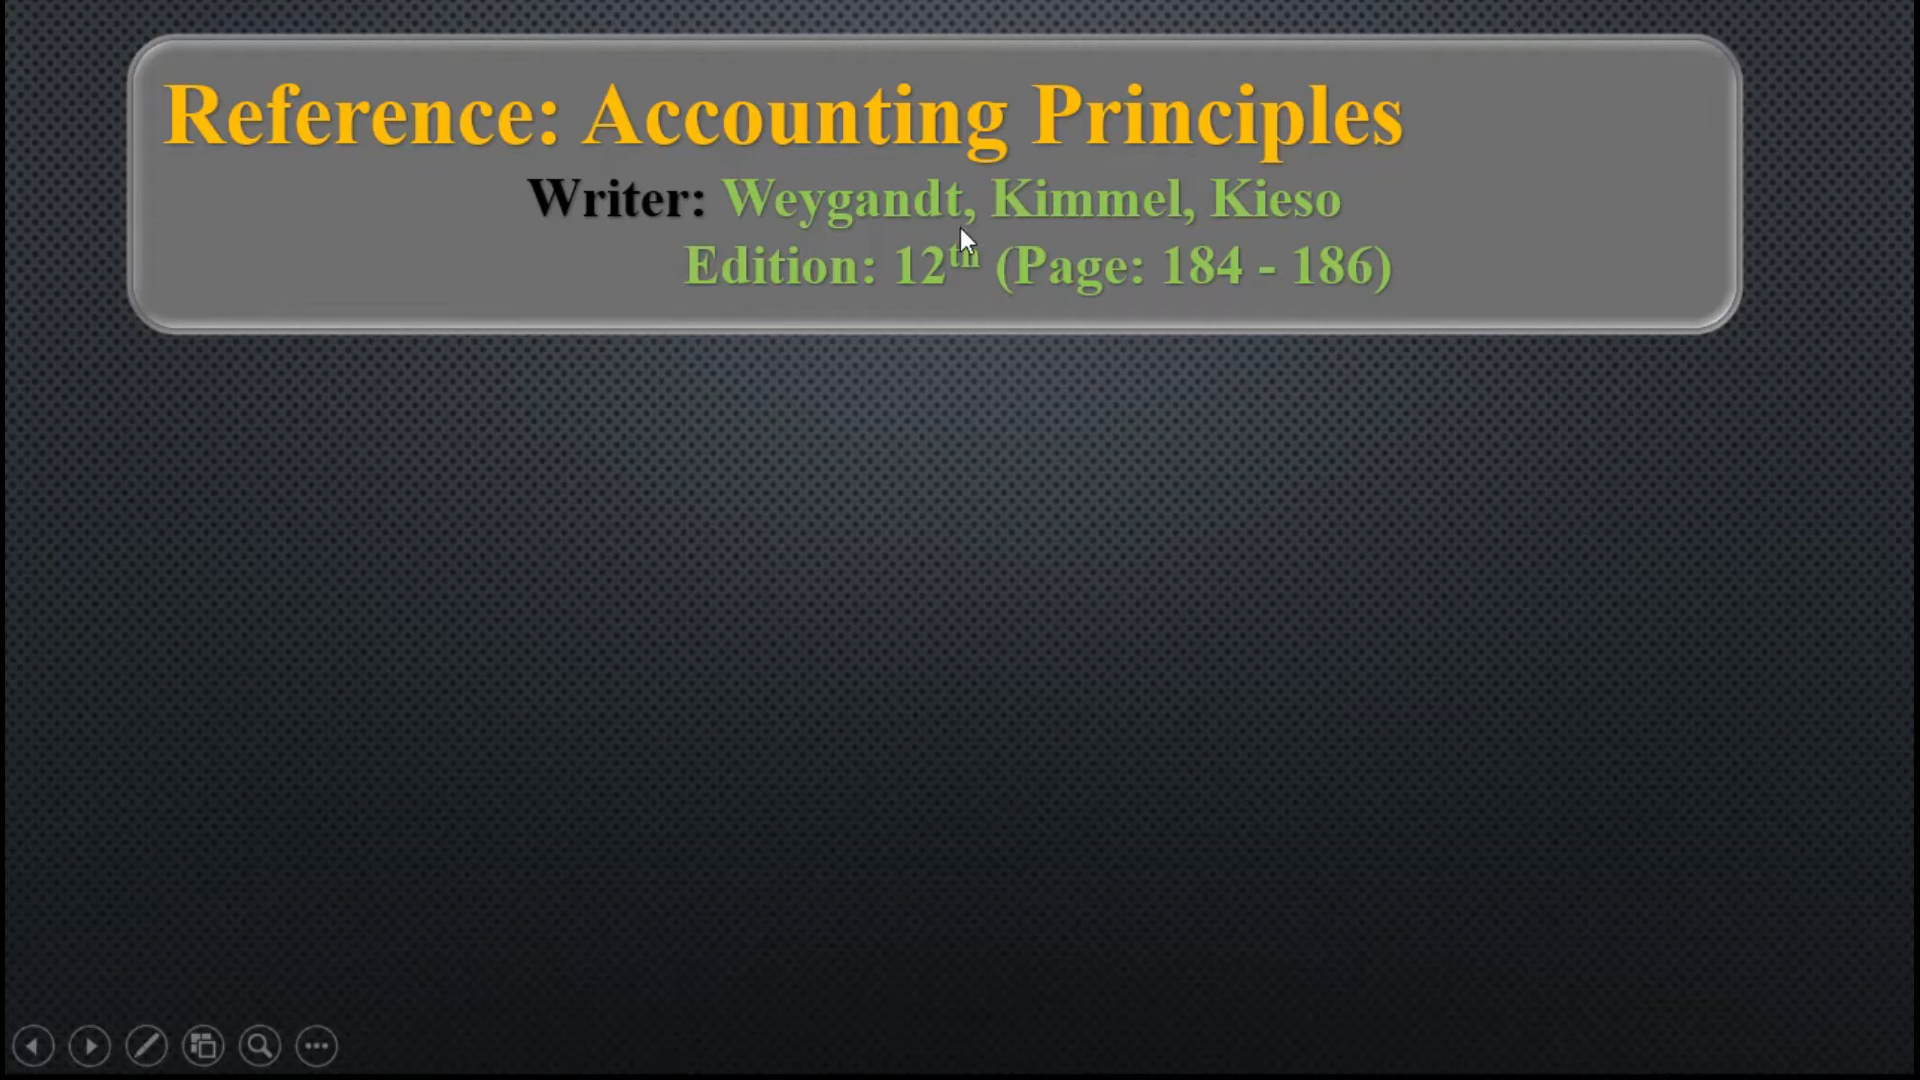 Reference: Accounting Principles
Writer: Weygandt, Kimmel, Kieso
Edition: 12th (Page: 184 - 186)